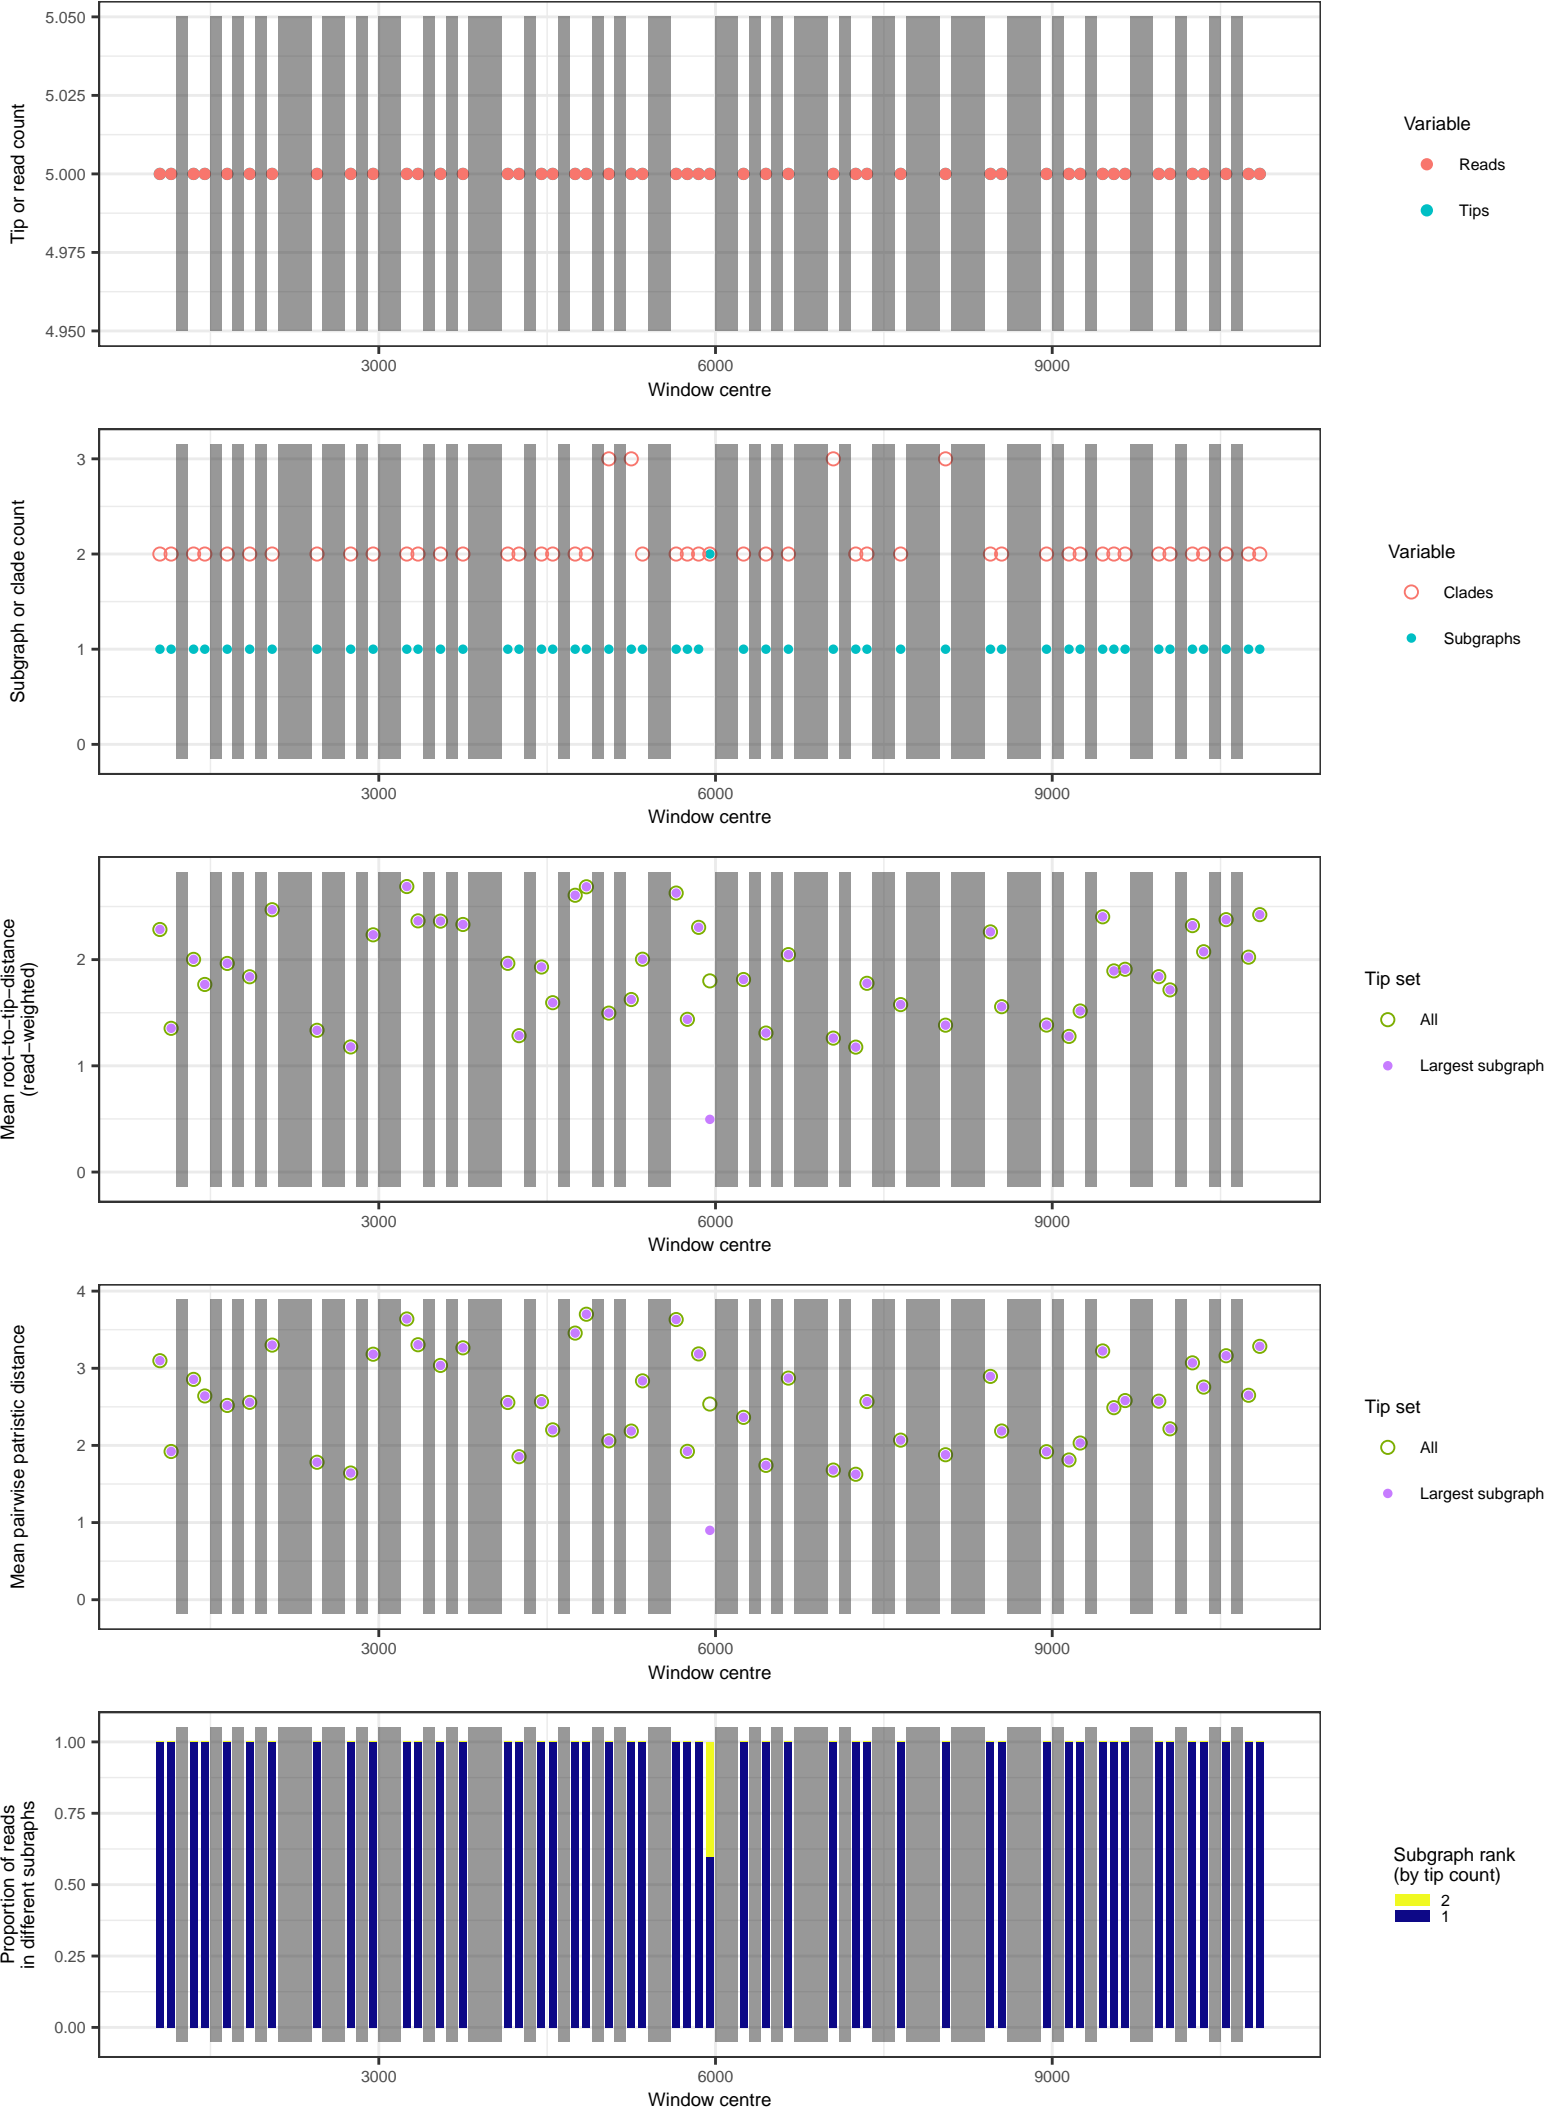 5.050
5.025
5.000
4.975
4.950
Tip or read count
3000 6000 9000
Window centre
Variable
Reads
Tips
3
2
1
0
Subgraph or clade count
3000 6000 9000
Window centre
Variable
Clades
Subgraphs
2
1
0
Mean root−to−tip−distance
(read−weighted)
3000 6000 9000
Window centre
Tip set
All
Largest subgraph
4
3
2
1
0
Mean pairwise patristic distance
3000 6000 9000
Window centre
Tip set
All
Largest subgraph
1.00
0.75
0.50
0.25
0.00
Proportion of reads
in different subraphs
3000 6000 9000
Window centre
Subgraph rank
(by tip count)
2
1